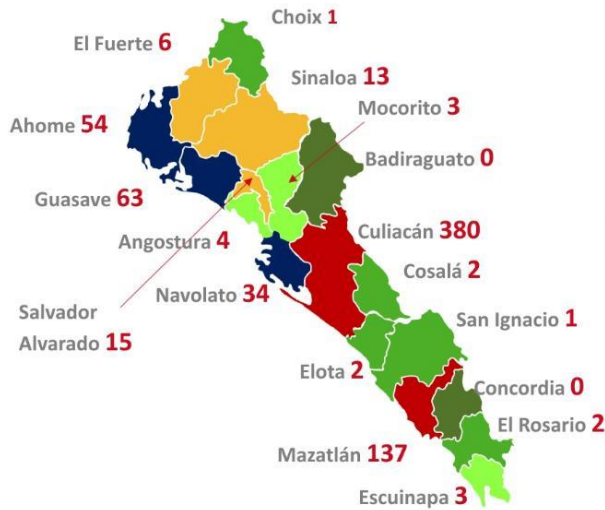 Choix 1
El Fuerte 6
Sinaloa 13
Mocorito 3
Ahome 54
Badiraguato 0
Guasave 63
Culiacán 380
Angostura 4
Cosalá 2
Navolato 34
Salvador
Alvarado 15
San Ignacio 1
Elota 2
Concordia 0
El Rosario 2
Mazatlán 137
Escuinapa 3